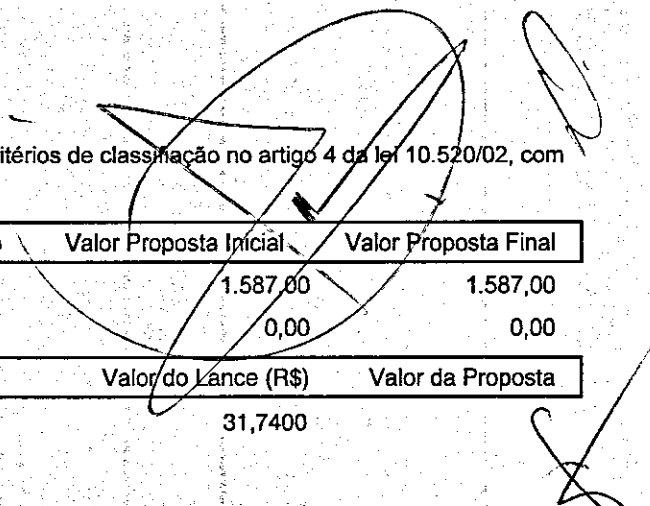 itérios de classifiação no artigo 4 da lei 10.520/02, com
Valor Proposta Inicial Valor Proposta Final
1.587,00 1.587,00
0,00 0,00
Valor do Lance (R$) Valor da Proposta
31,7400